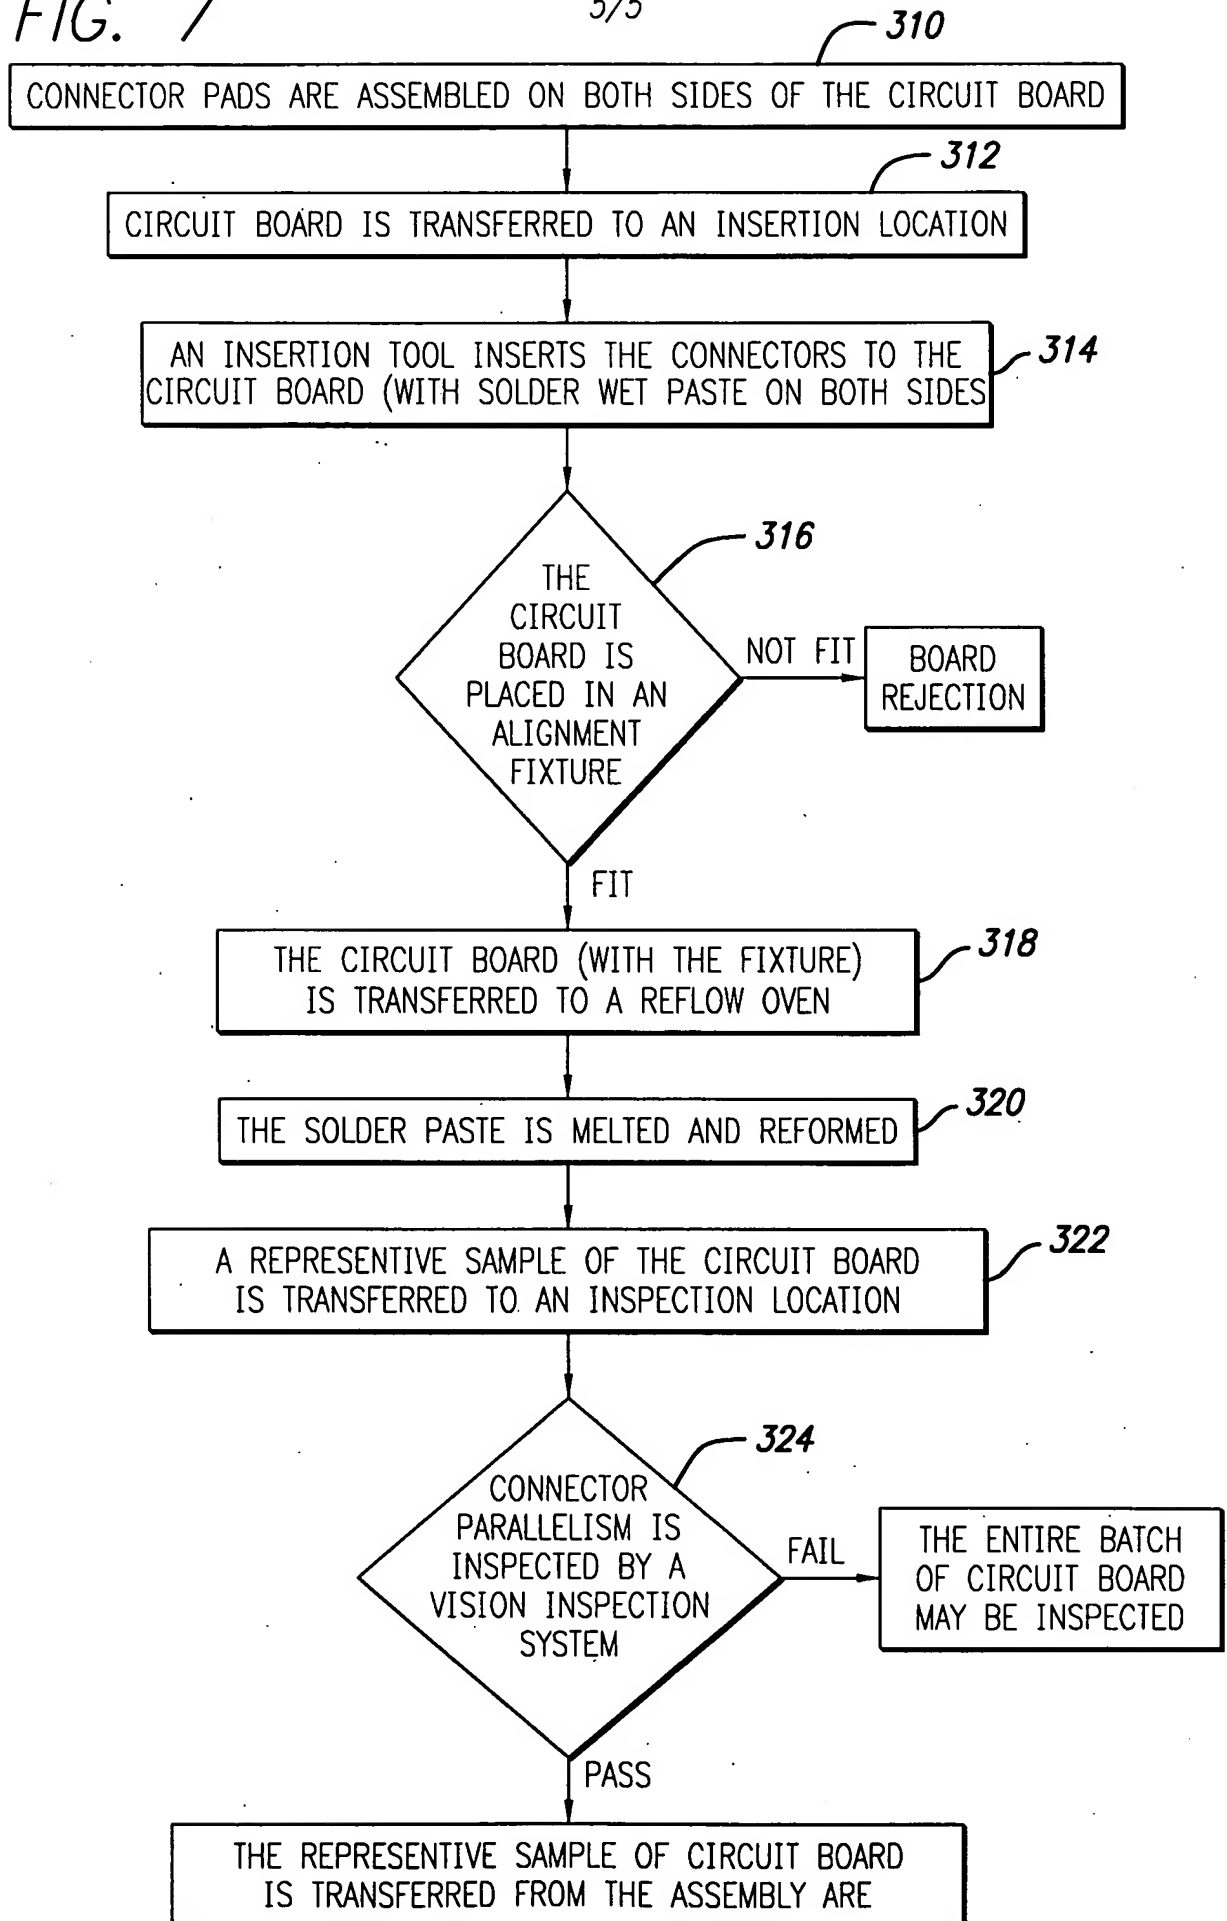 FIG. 7
5/5
310
CONNECTOR PADS ARE ASSEMBLED ON BOTH SIDES OF THE CIRCUIT BOARD
312
CIRCUIT BOARD IS TRANSFERRED TO AN INSERTION LOCATION
314
AN INSERTION TOOL INSERTS THE CONNECTORS TO THE
CIRCUIT BOARD (WITH SOLDER WET PASTE ON BOTH SIDES
316
THE
CIRCUIT
BOARD IS
PLACED IN AN
ALIGNMENT
FIXTURE
NOT FIT
BOARD
REJECTION
FIT
318
THE CIRCUIT BOARD (WITH THE FIXTURE)
IS TRANSFERRED TO A REFLOW OVEN
320
THE SOLDER PASTE IS MELTED AND REFORMED
322
A REPRESENTIVE SAMPLE OF THE CIRCUIT BOARD
IS TRANSFERRED TO AN INSPECTION LOCATION
324
CONNECTOR
PARALLELISM IS
INSPECTED BY A
VISION INSPECTION
SYSTEM
FAIL
THE ENTIRE BATCH
OF CIRCUIT BOARD
MAY BE INSPECTED
PASS
THE REPRESENTIVE SAMPLE OF CIRCUIT BOARD
IS TRANSFERRED FROM THE ASSEMBLY ARE